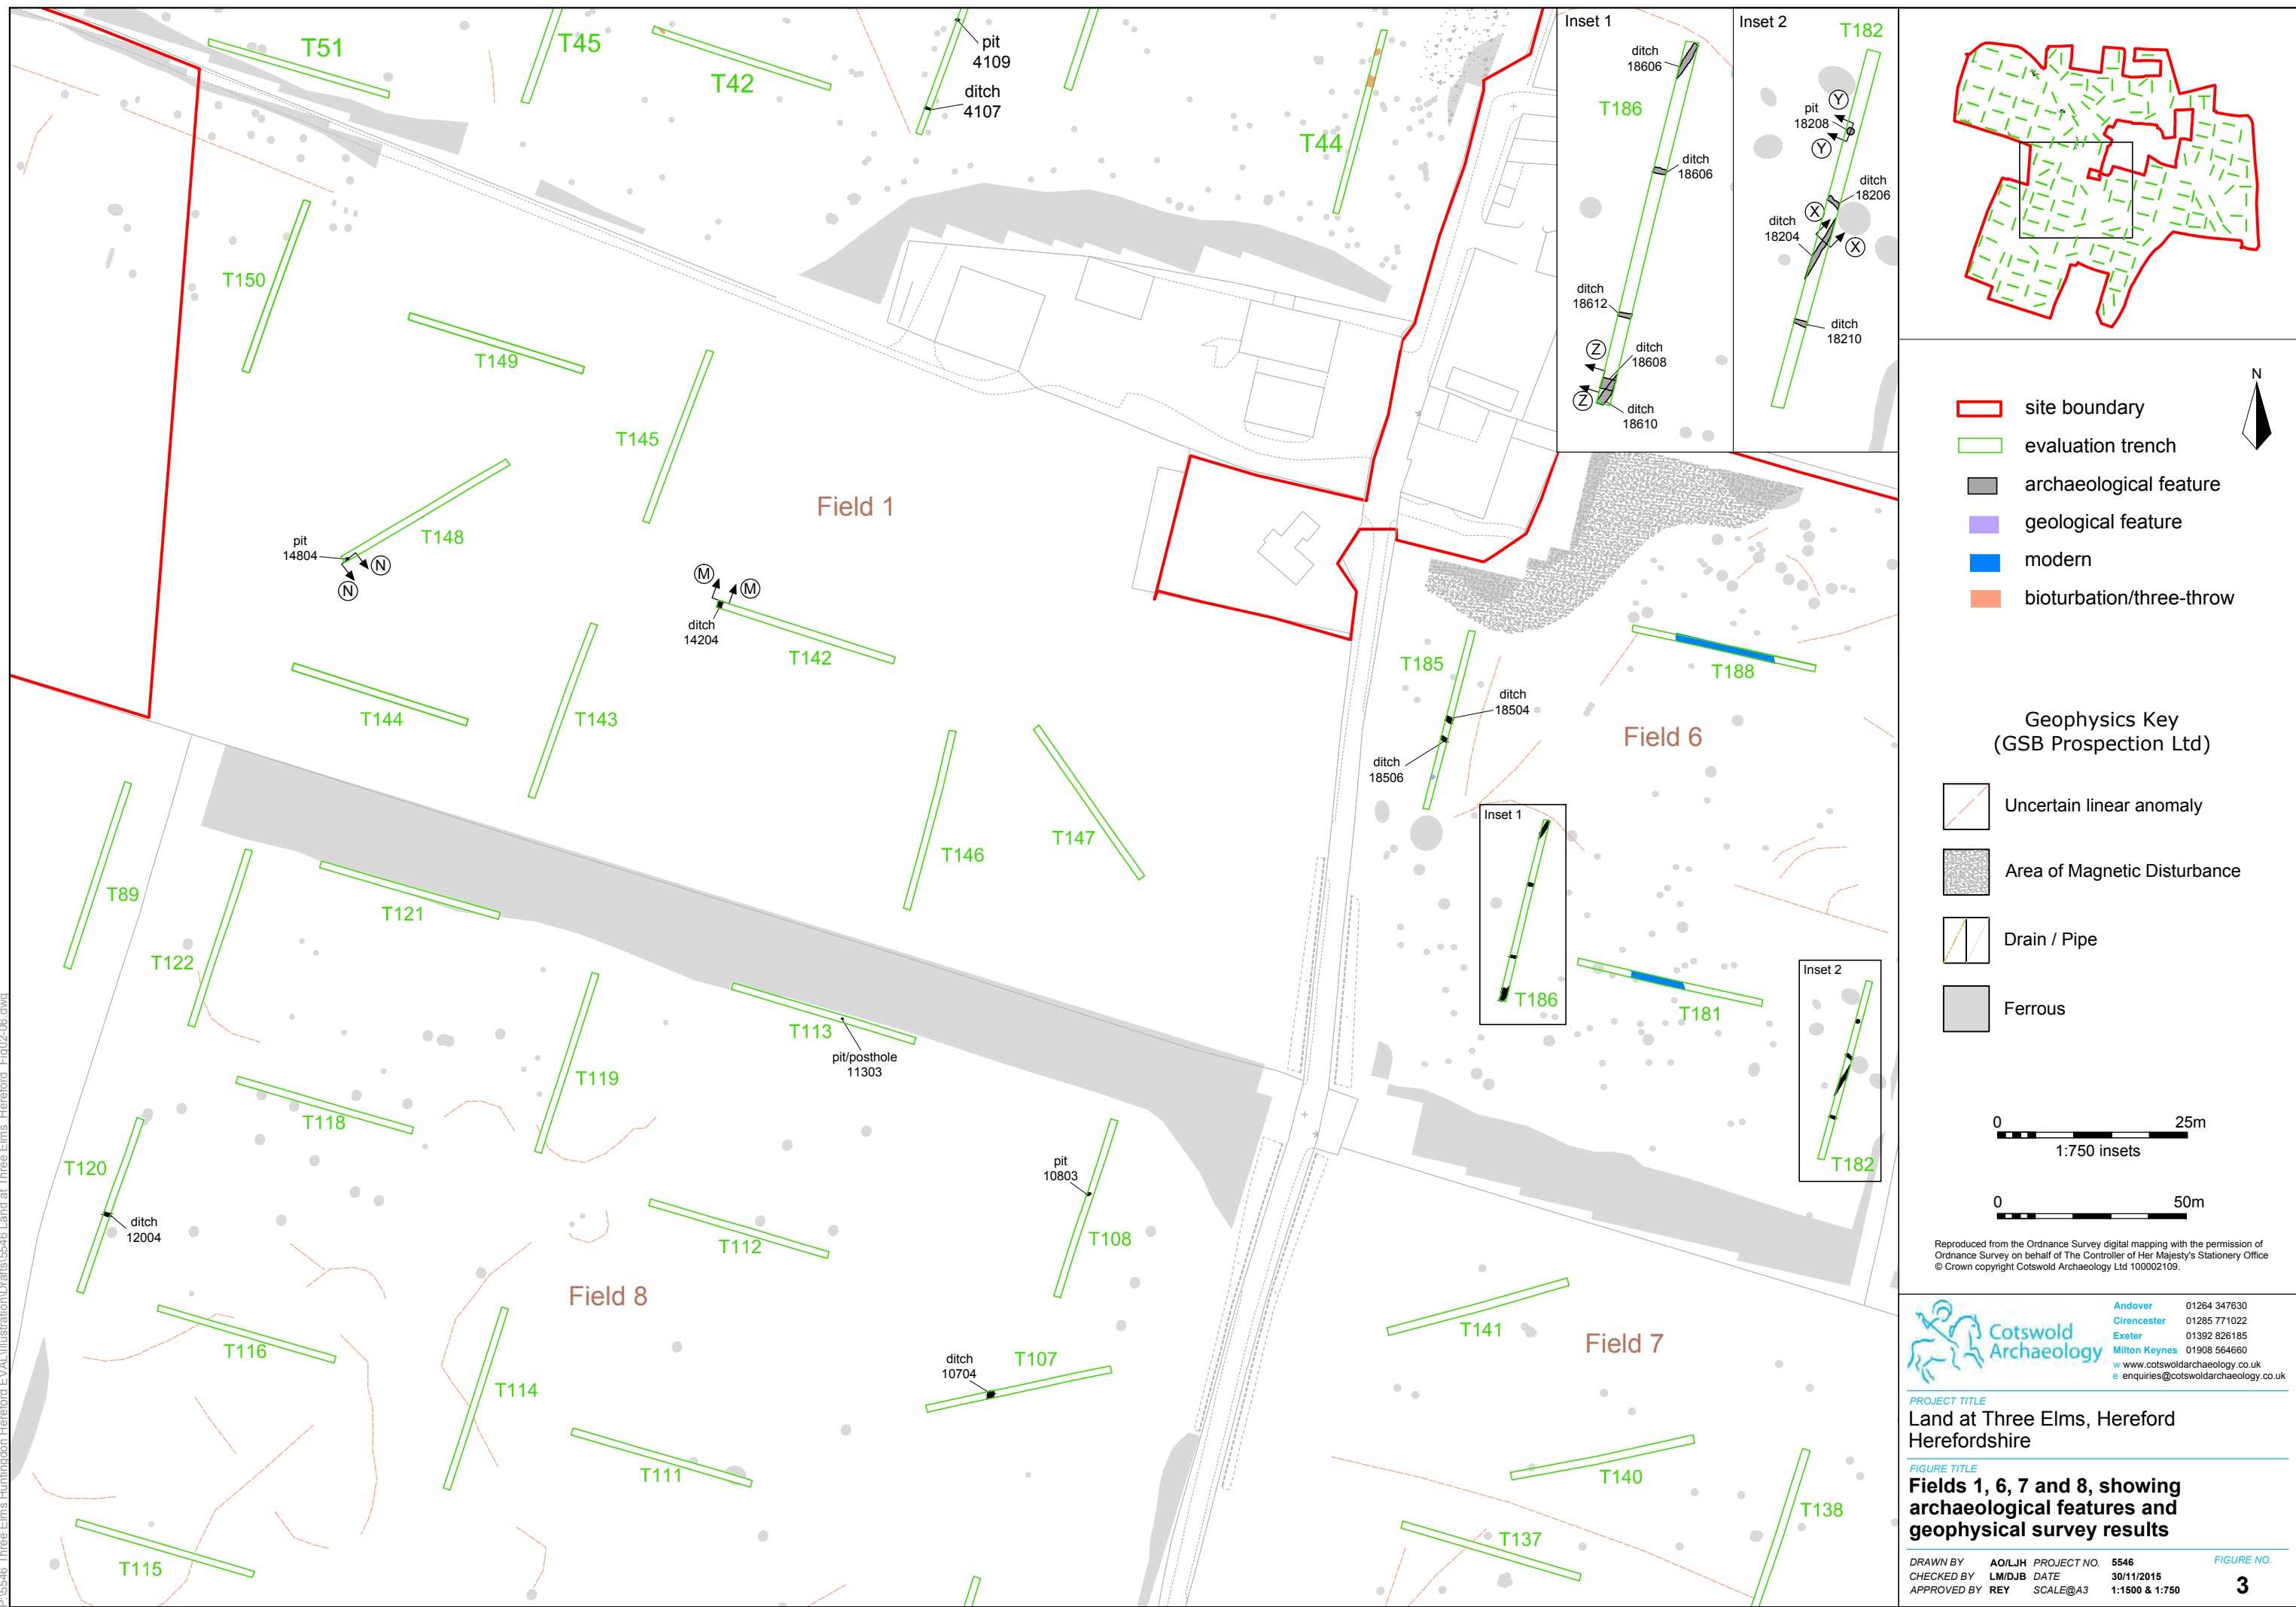 T51
T45
T42
pit
4109
ditch
4107
T44
T150
T149
T145
Field 1
T148
pit
14804
N
N
M
M
ditch
14204
T142
T144
T143
T146
T147
T89
T122
T121
T113
pit/posthole
11303
T119
T118
T120
ditch
12004
T112
pit
10803
T108
Field 8
T116
T114
ditch
10704
T107
T111
T115
T185
ditch
18504
ditch
18506
T188
Field 6
Inset 1
T186
T181
Inset 2
T182
T141
Field 7
T140
T138
T137
Inset 1
ditch
18606
T186
ditch
18606
ditch
18612
Z
ditch
18608
Z
ditch
18610
Inset 2
T182
Y
pit
18208
Y
ditch
18206
X
ditch
18204
X
ditch
18210
N
site boundary
evaluation trench
archaeological feature
geological feature
modern
bioturbation/three-throw
Geophysics Key
(GSB Prospection Ltd)
Uncertain linear anomaly
Area of Magnetic Disturbance
Drain / Pipe
Ferrous
0 25m
1:750 insets
0 50m
Reproduced from the Ordnance Survey digital mapping with the permission of
Ordnance Survey on behalf of The Controller of Her Majesty's Stationery Office
© Crown copyright Cotswold Archaeology Ltd 100002109.
Cotswold
Archaeology
Andover 01264 347630
Cirencester 01285 771022
Exeter 01392 826185
Milton Keynes 01908 564660
w www.cotswoldarchaeology.co.uk
e enquiries@cotswoldarchaeology.co.uk
PROJECT TITLE
Land at Three Elms, Hereford
Herefordshire
FIGURE TITLE
Fields 1, 6, 7 and 8, showing
archaeological features and
geophysical survey results
DRAWN BY AO/LJH PROJECT NO. 5546
CHECKED BY LM/DJB DATE 30/11/2015
APPROVED BY REY SCALE@A3 1:1500 & 1:750
FIGURE NO.
3